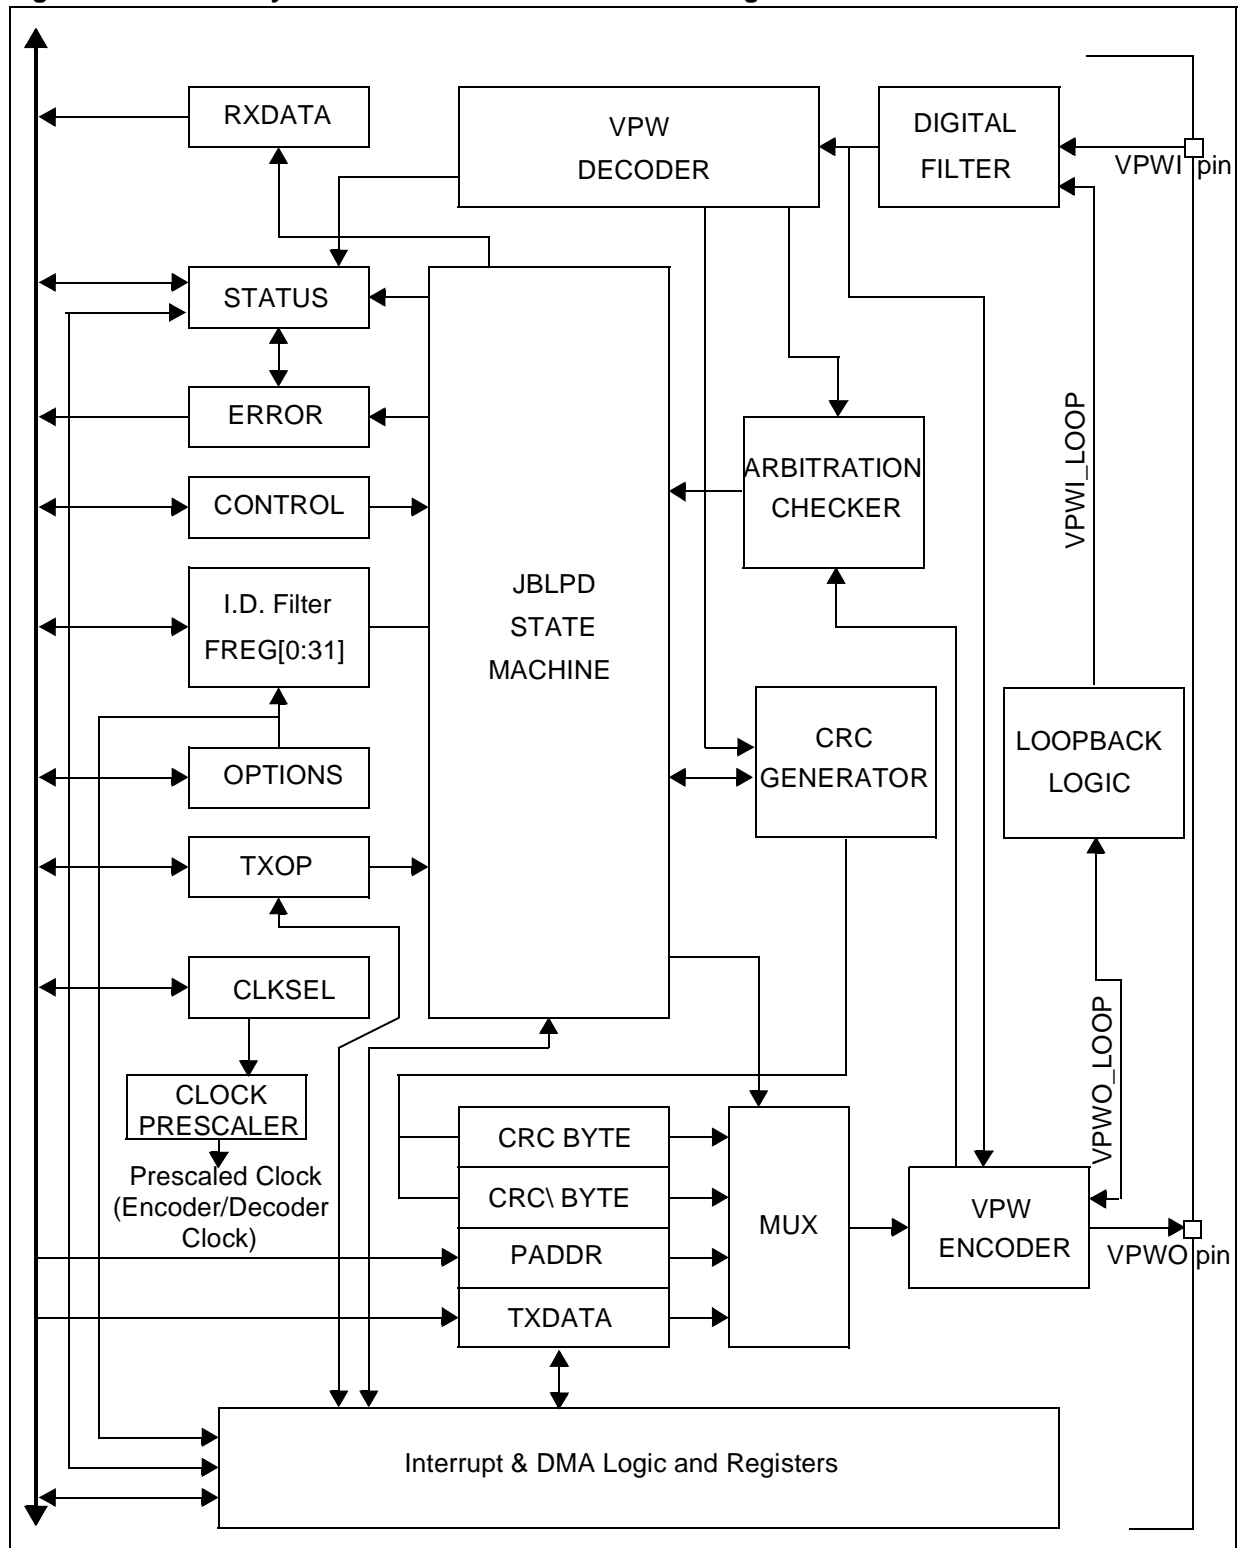 RXDATA
VPW
DECODER
DIGITAL
FILTER
VPWI pin
STATUS
ERROR
CONTROL
I.D. Filter
FREG[0:31]
OPTIONS
TXOP
CLKSEL
CLOCK
PRESCALER
Prescaled Clock
(Encoder/Decoder
Clock)
JBLPD
STATE
MACHINE
ARBITRATION
CHECKER
CRC
GENERATOR
VPWI_LOOP
LOOPBACK
LOGIC
VPWO_LOOP
CRC BYTE
CRC\ BYTE
PADDR
TXDATA
MUX
VPW
ENCODER
VPWO pin
Interrupt & DMA Logic and Registers